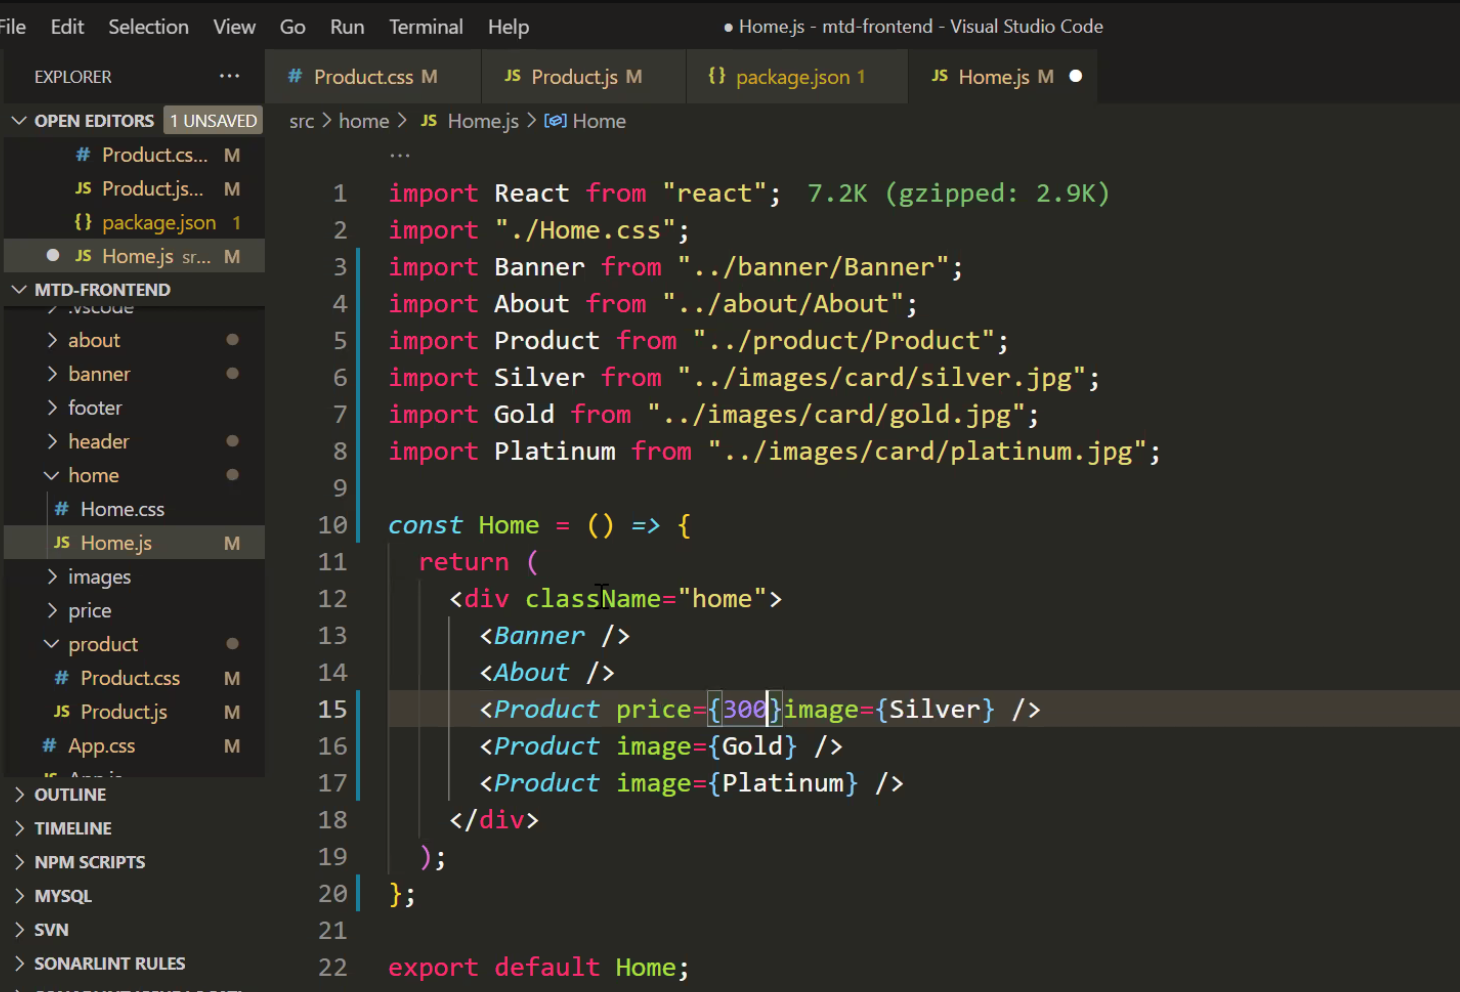 File Edit Selection View Go Run Terminal Help ● Home.js - mtd-frontend - Visual Studio Code
EXPLORER ···
# Product.css M
JS Product.js M
{} package.json 1
JS Home.js M ●
OPEN EDITORS 1 UNSAVED
# Product.cs... M
JS Product.js... M
{} package.json 1
● JS Home.js sr... M
MTD-FRONTEND
.vscode
about
banner
footer
header
home
# Home.css
JS Home.js M
images
price
product
# Product.css M
JS Product.js M
# App.css M
OUTLINE
TIMELINE
NPM SCRIPTS
MYSQL
SVN
SONARLINT RULES
src > home > JS Home.js > Home
···
1 import React from "react"; 7.2K (gzipped: 2.9K)
2 import "./Home.css";
3 import Banner from "../banner/Banner";
4 import About from "../about/About";
5 import Product from "../product/Product";
6 import Silver from "../images/card/silver.jpg";
7 import Gold from "../images/card/gold.jpg";
8 import Platinum from "../images/card/platinum.jpg";
9
10 const Home = () => {
11 return (
12 <div className="home">
13 <Banner />
14 <About />
15 <Product price={300}image={Silver} />
16 <Product image={Gold} />
17 <Product image={Platinum} />
18 </div>
19 );
20 };
21
22 export default Home;